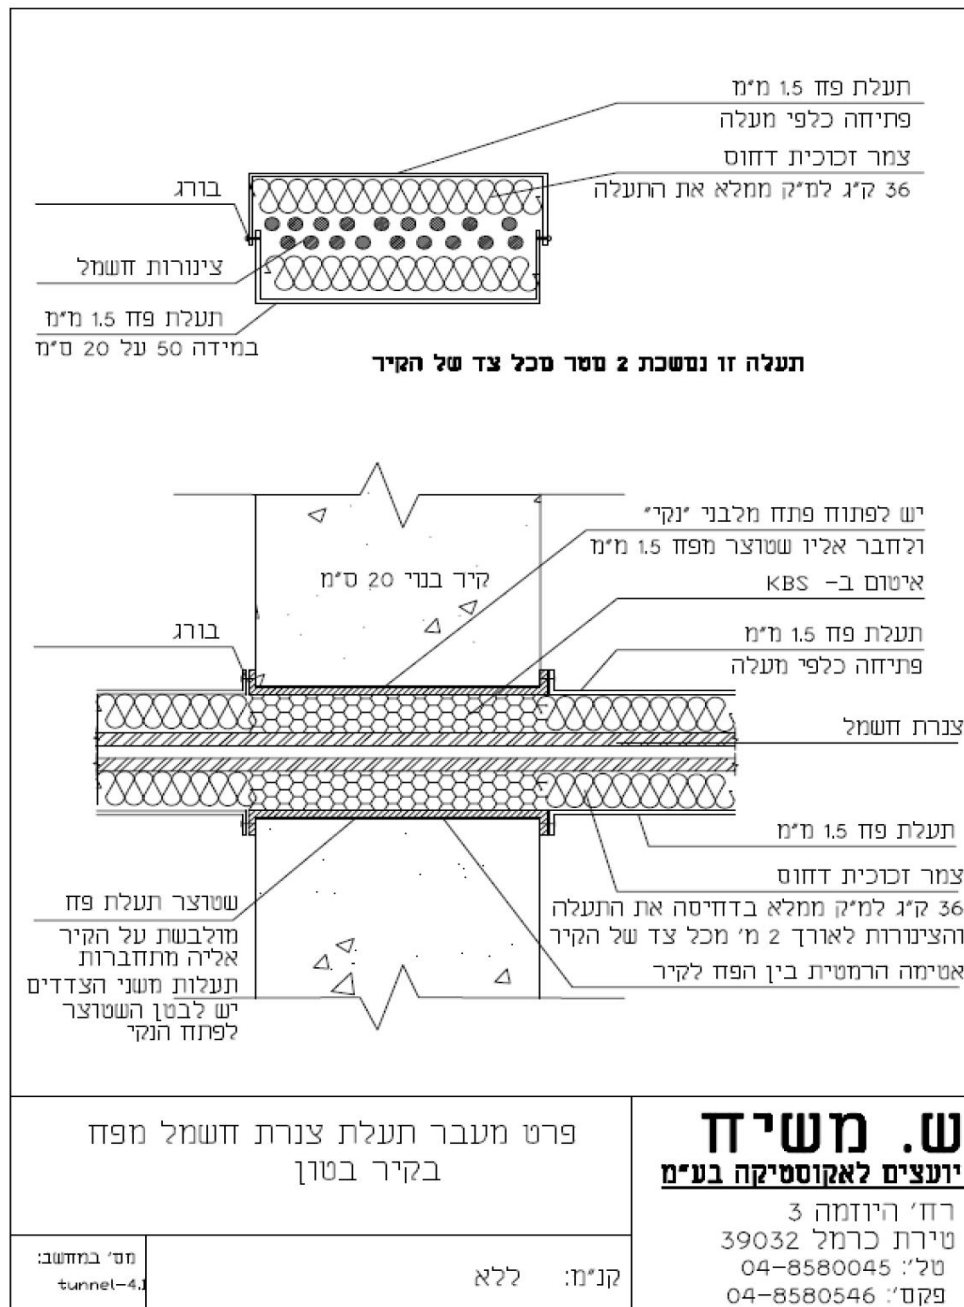 תעלת פח 1.5 מ"מ
פתיחה כלפי מעלה
צמר זכוכית דחוס
36 ק"ג למ"ק ממלא את התעלה
בורג
צינורות חשמל
תעלת פח 1.5 מ"מ
במידה 50 על 20 ס"מ
תעלה זו נמשכת 2 מטר מכל צד של הקיר
יש לפתוח פתח מלבני "נקי"
ולחבר אליו שטוצר מפח 1.5 מ"מ
קיר בנוי 20 ס"מ
איטום ב- KBS
בורג
תעלת פח 1.5 מ"מ
פתיחה כלפי מעלה
צנרת חשמל
תעלת פח 1.5 מ"מ
צמר זכוכית דחוס
36 ק"ג למ"ק ממלא בדחיסה את התעלה
והצינורות לאורך 2 מ' מכל צד של הקיר
אטימה הרמטית בין הפח לקיר
שטוצר תעלת פח
מולבשת על הקיר
אליה מתחברות
תעלות משני הצדדים
יש לבטן השטוצר
לפתח הנקי
פרט מעבר תעלת צנרת חשמל מפח
בקיר בטון
ש. משיח
יועצים לאקוסטיקה בע"מ
רח' היוזמה 3
טירת כרמל 39032
טל': 04-8580045
פקס': 04-8580546
קנ"מ: ללא
מס' במחשב:
tunnel-4.1